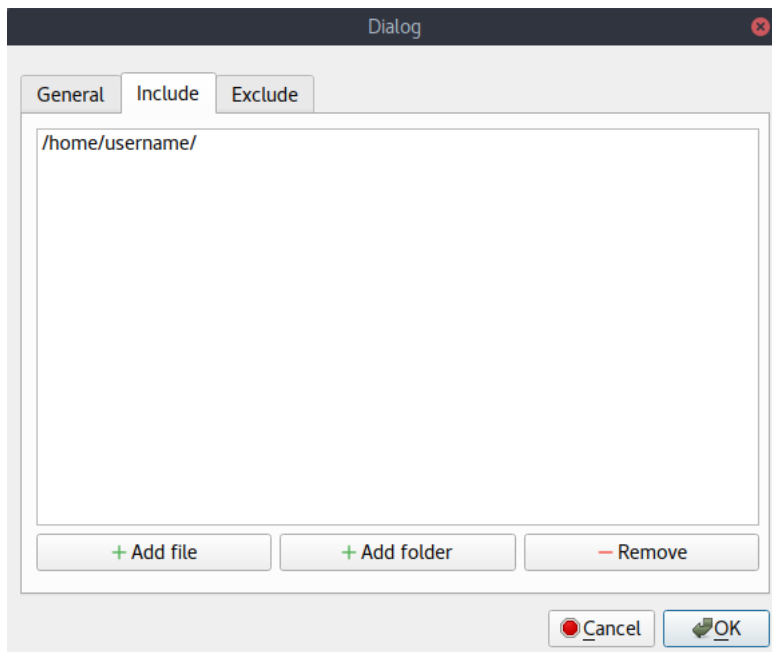 Dialog
General Include Exclude
/home/username/
+ Add file + Add folder − Remove
Cancel OK